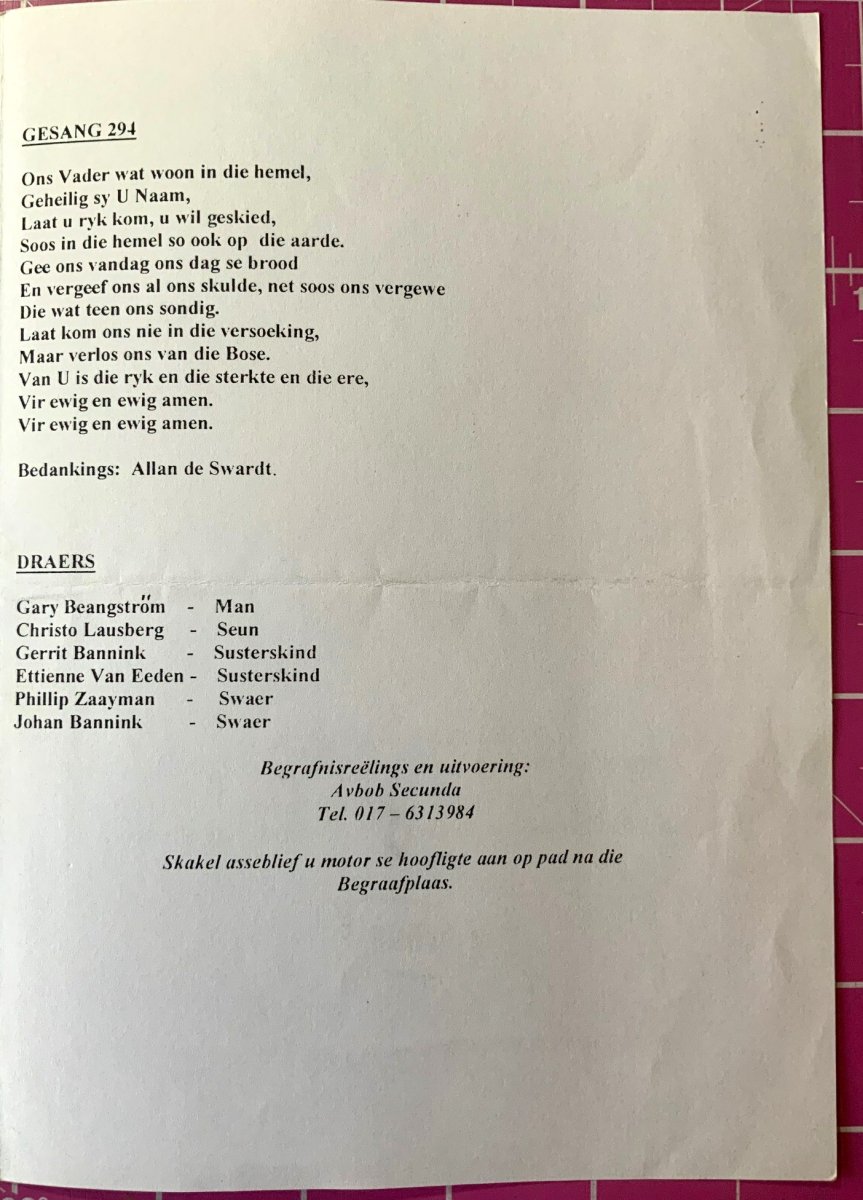 GESANG 294
Ons Vader wat woon in die hemel,
Geheilig sy U Naam,
Laat u ryk kom, u wil geskied,
Soos in die hemel so ook op die aarde.
Gee ons vandag ons dag se brood
En vergeef ons al ons skulde, net soos ons vergewe
Die wat teen ons sondig.
Laat kom ons nie in die versoeking,
Maar verlos ons van die Bose.
Van U is die ryk en die sterkte en die ere,
Vir ewig en ewig amen.
Vir ewig en ewig amen.
Bedankings: Allan de Swardt.
DRAERS
Gary Beangström - Man
Christo Lausberg - Seun
Gerrit Bannink - Susterskind
Ettienne Van Eeden - Susterskind
Phillip Zaayman - Swaer
Johan Bannink - Swaer
Begrafnisreëlings en uitvoering:
Avbob Secunda
Tel. 017 – 6313984
Skakel asseblief u motor se hoofligte aan op pad na die
Begraafplaas.